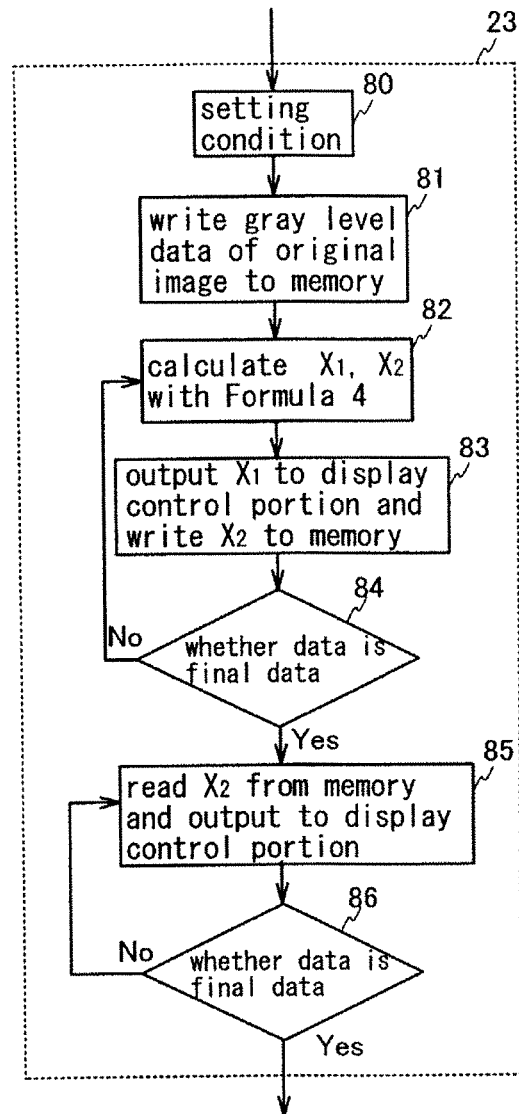 23
80
setting
condition
81
write gray level
data of original
image to memory
82
calculate X₁, X₂
with Formula 4
83
output X₁ to display
control portion and
write X₂ to memory
84
No
whether data is
final data
Yes
85
read X₂ from memory
and output to display
control portion
86
No
whether data is
final data
Yes